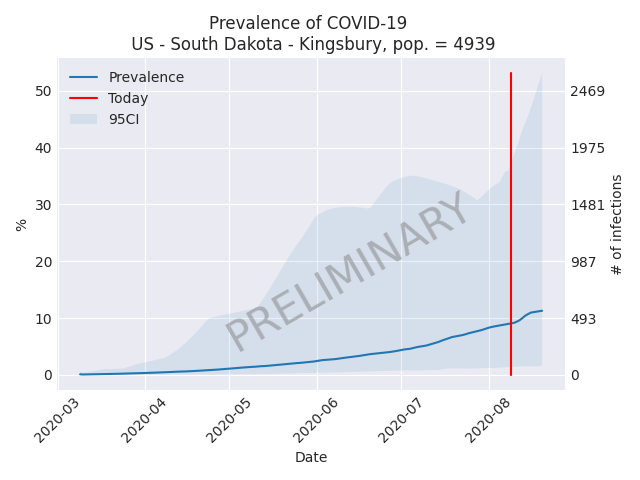 Prevalence of COVID-19
US - South Dakota - Kingsbury, pop. = 4939
Prevalence
Today
95CI
50
40
30
20
10
0
%
2469
1975
1481
987
493
0
# of infections
PRELIMINARY
2020-03
2020-04
2020-05
2020-06
2020-07
2020-08
Date